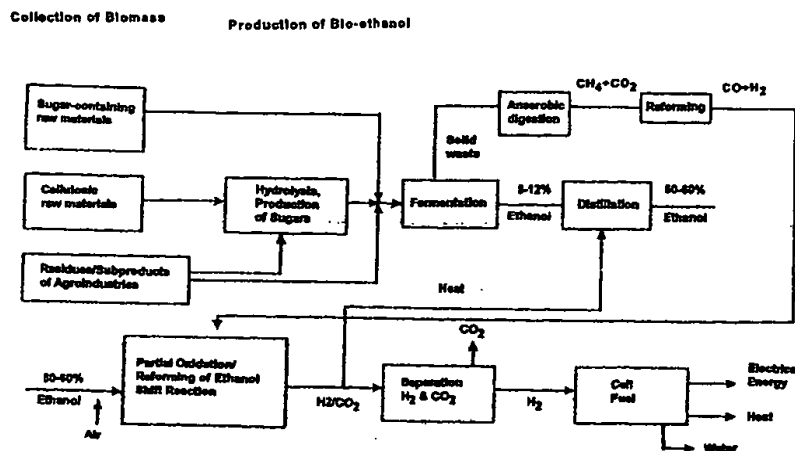 Collection of Biomass
Production of Bio-ethanol
Sugar-containing
raw materials
Cellulosic
raw materials
Residues/Subproducts
of Agroindustries
Hydrolysis,
Production
of Sugars
Solid
waste
Fermentation
Anaerobic
digestion
CH4+CO2
Reforming
CO+H2
8-12%
Ethanol
Distillation
50-60%
Ethanol
Heat
50-60%
Ethanol
Air
Partial Oxidation/
Reforming of Ethanol
Shift Reaction
H2/CO2
CO2
Separation
H2 & CO2
H2
Cell
Fuel
Electrical
Energy
Heat
Water